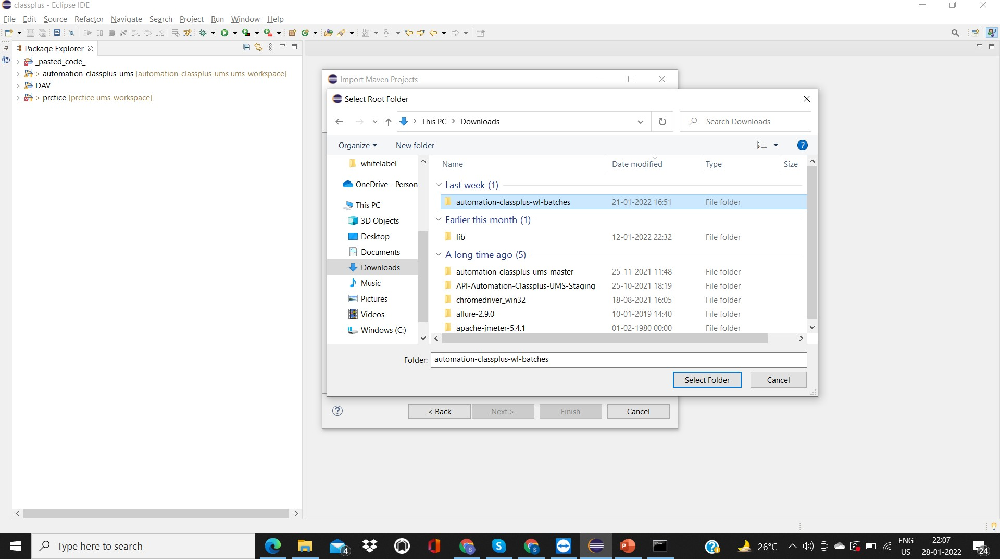 classplus - Eclipse IDE
File Edit Source Refactor Navigate Search Project Run Window Help
Package Explorer
_pasted_code_
> automation-classplus-ums [automation-classplus-ums ums-workspace]
DAV
> prctice [prctice ums-workspace]
Import Maven Projects
Select Root Folder
This PC > Downloads
Search Downloads
Organize New folder
whitelabel
OneDrive - Person
This PC
3D Objects
Desktop
Documents
Downloads
Music
Pictures
Videos
Windows (C:)
Name Date modified Type Size
Last week (1)
automation-classplus-wl-batches 21-01-2022 16:51 File folder
Earlier this month (1)
lib 12-01-2022 22:32 File folder
A long time ago (5)
automation-classplus-ums-master 25-11-2021 11:48 File folder
API-Automation-Classplus-UMS-Staging 25-10-2021 18:19 File folder
chromedriver_win32 18-08-2021 16:05 File folder
allure-2.9.0 10-01-2019 14:40 File folder
apache-jmeter-5.4.1 01-02-1980 00:00 File folder
Folder: automation-classplus-wl-batches
Select Folder Cancel
< Back Next > Finish Cancel
Type here to search
4
26°C
ENG
US
22:07
28-01-2022
24